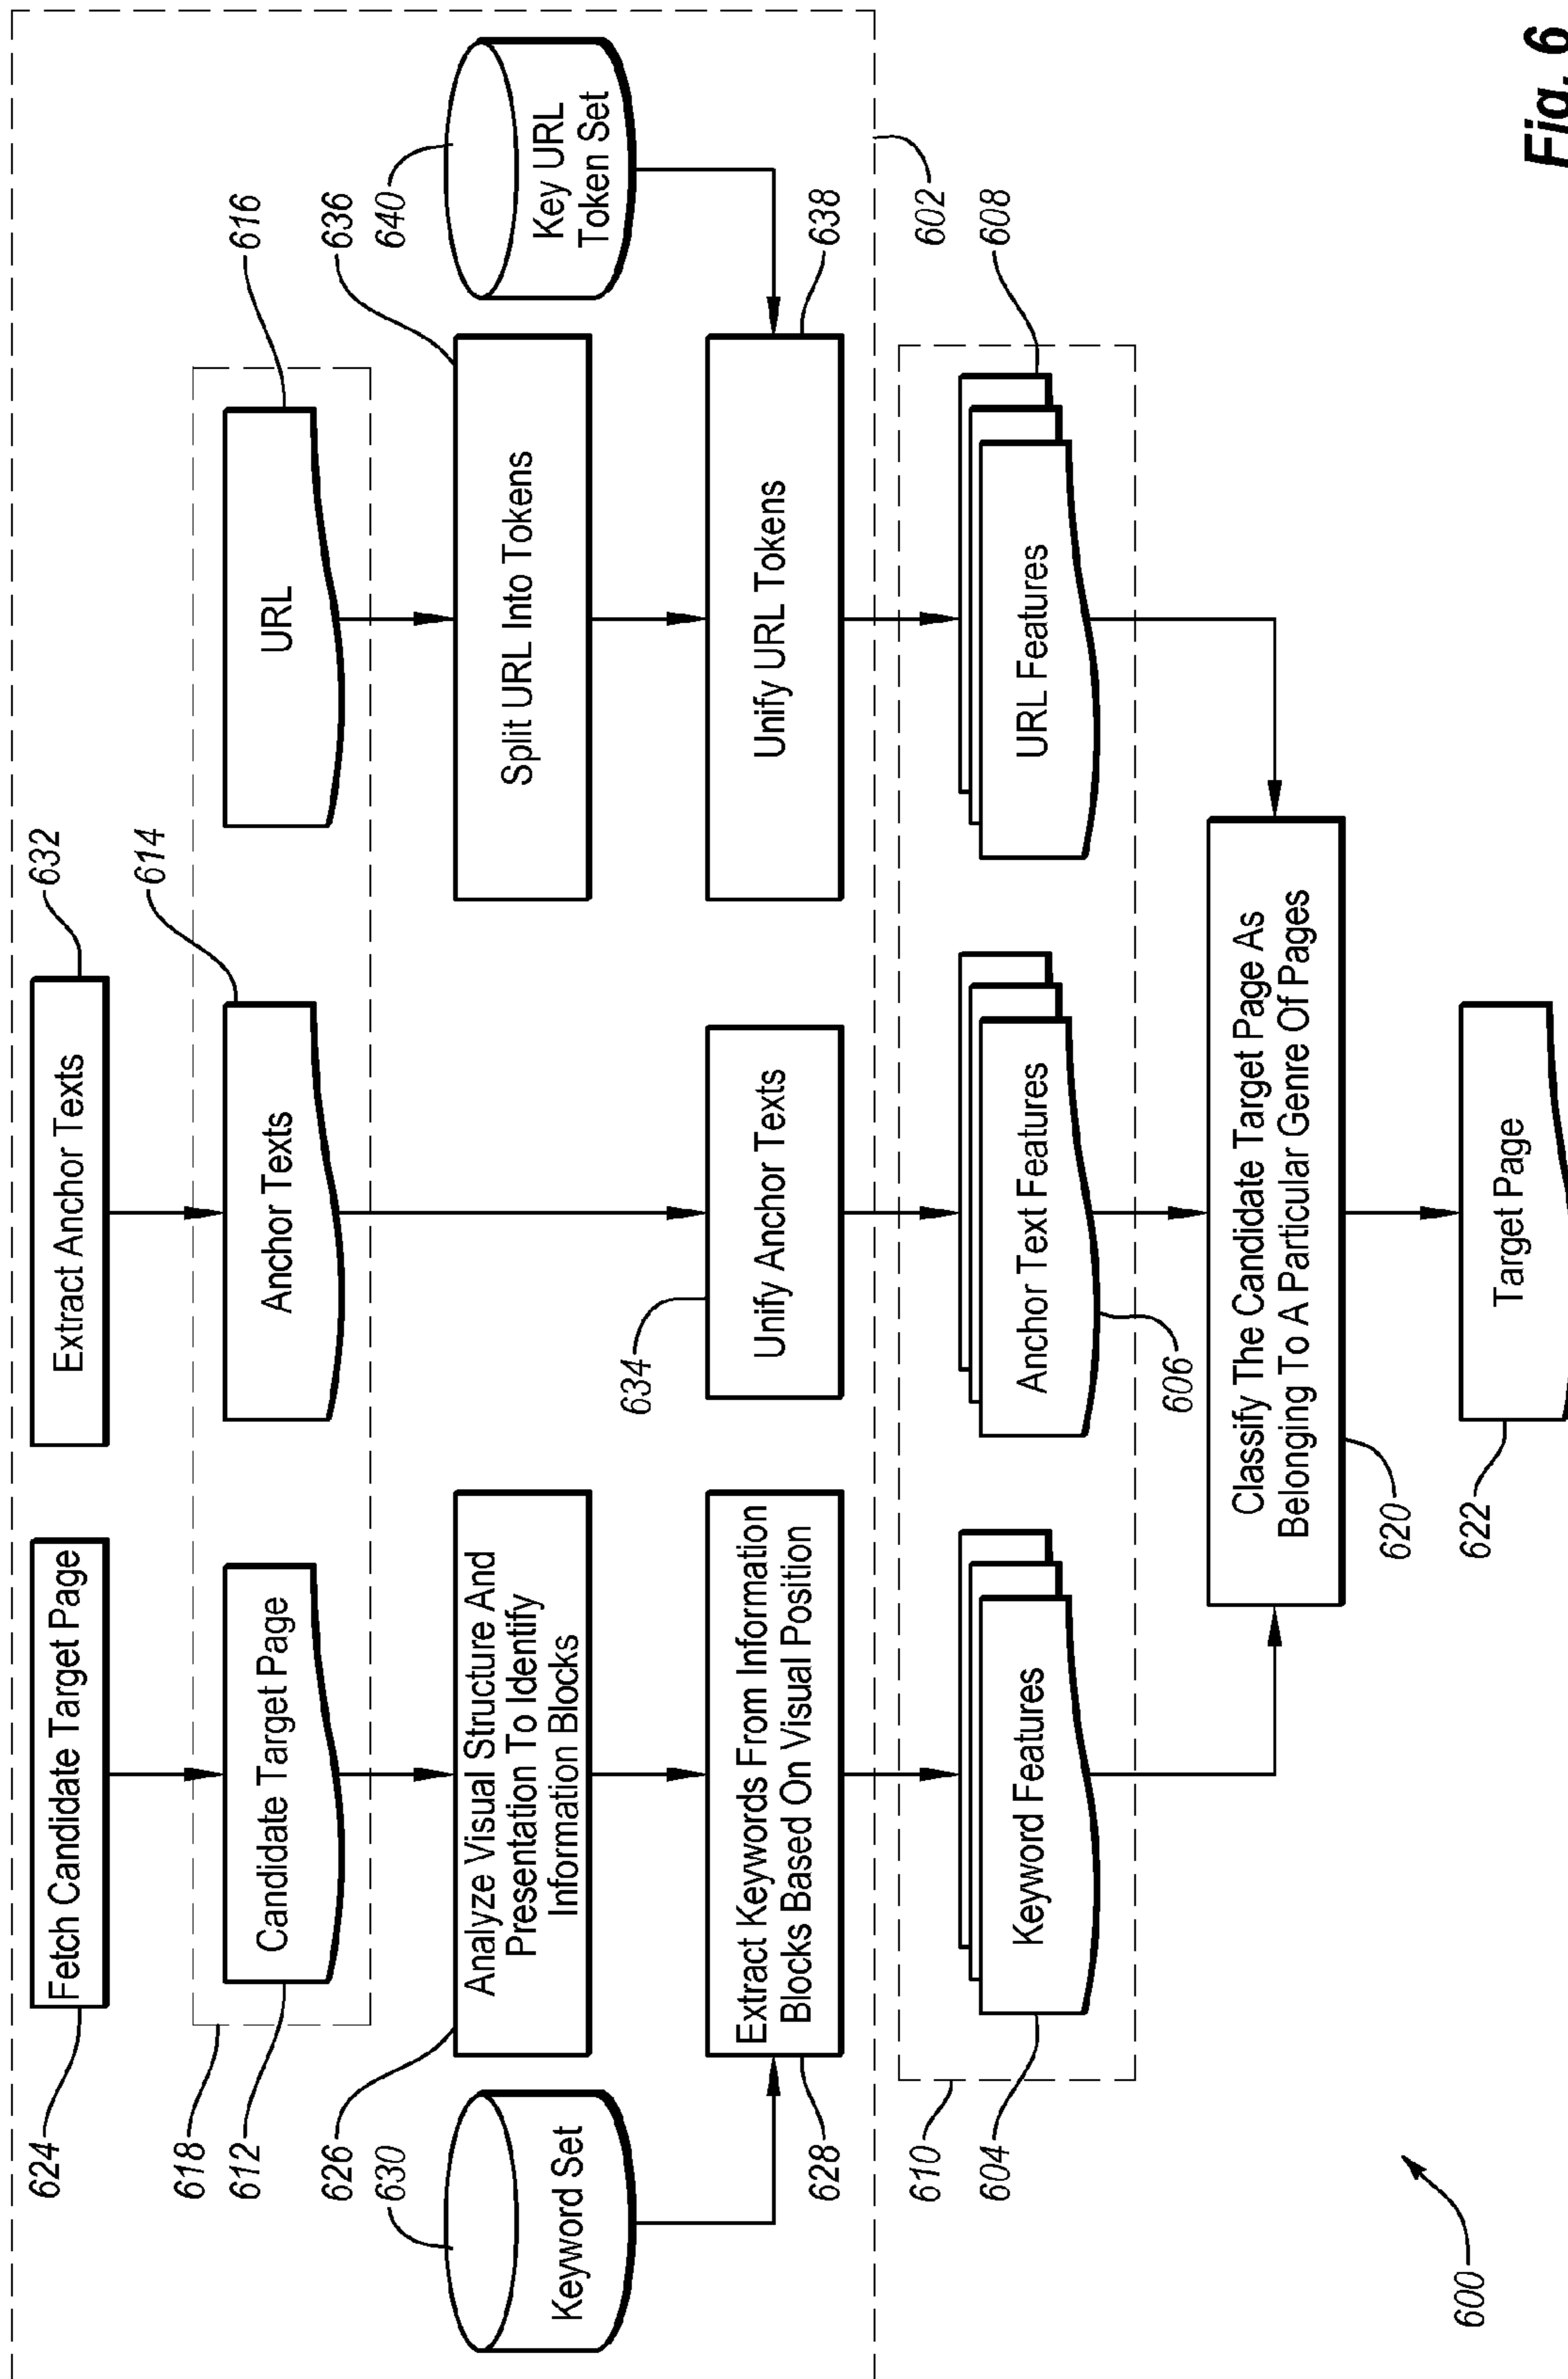 624
Fetch Candidate Target Page
Extract Anchor Texts
632
618
612
Candidate Target Page
614
Anchor Texts
URL
616
626
Analyze Visual Structure And
Presentation To Identify
Information Blocks
Split URL Into Tokens
636
630
Keyword Set
640
Key URL
Token Set
628
Extract Keywords From Information
Blocks Based On Visual Position
634
Unify Anchor Texts
Unify URL Tokens
638
602
610
604
Keyword Features
Anchor Text Features
606
URL Features
608
Classify The Candidate Target Page As
Belonging To A Particular Genre Of Pages
620
622
Target Page
600
Fig. 6